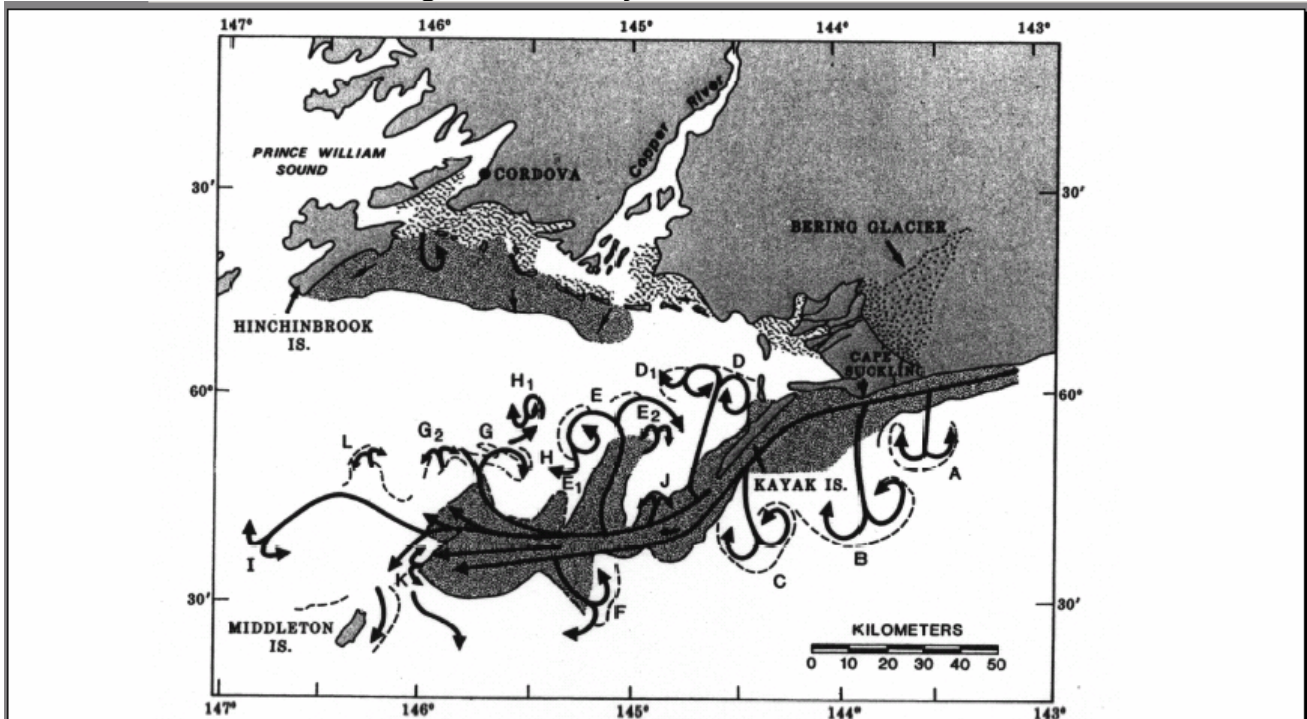 147° 146° 145° 144° 143°
PRINCE WILLIAM
SOUND
CORDOVA
Copper River
30' 30'
BERING GLACIER
HINCHINBROOK
IS.
CAPE
SUCKLING
60° 60°
D1 D
H1
E
E2
L G2 G
H
E1
A
J
KAYAK IS.
I
B
K
C
F
30' 30'
MIDDLETON
IS.
KILOMETERS
0 10 20 30 40 50
147° 146° 145° 144° 143°